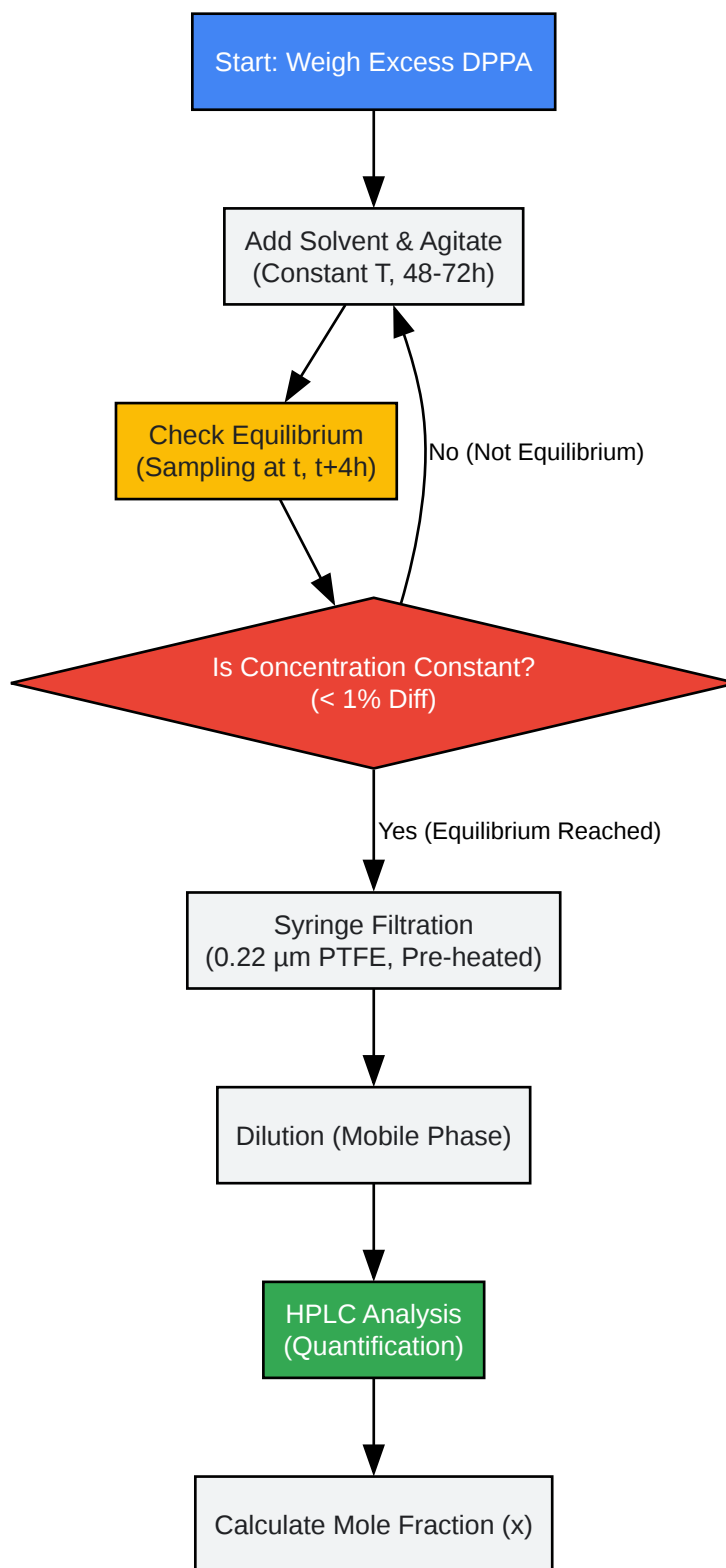 Start: Weigh Excess DPPA
Add Solvent & Agitate
(Constant T, 48-72h)
Check Equilibrium
(Sampling at t, t+4h)
No (Not Equilibrium)
Is Concentration Constant?
(< 1% Diff)
Yes (Equilibrium Reached)
Syringe Filtration
(0.22 µm PTFE, Pre-heated)
Dilution (Mobile Phase)
HPLC Analysis
(Quantification)
Calculate Mole Fraction (x)